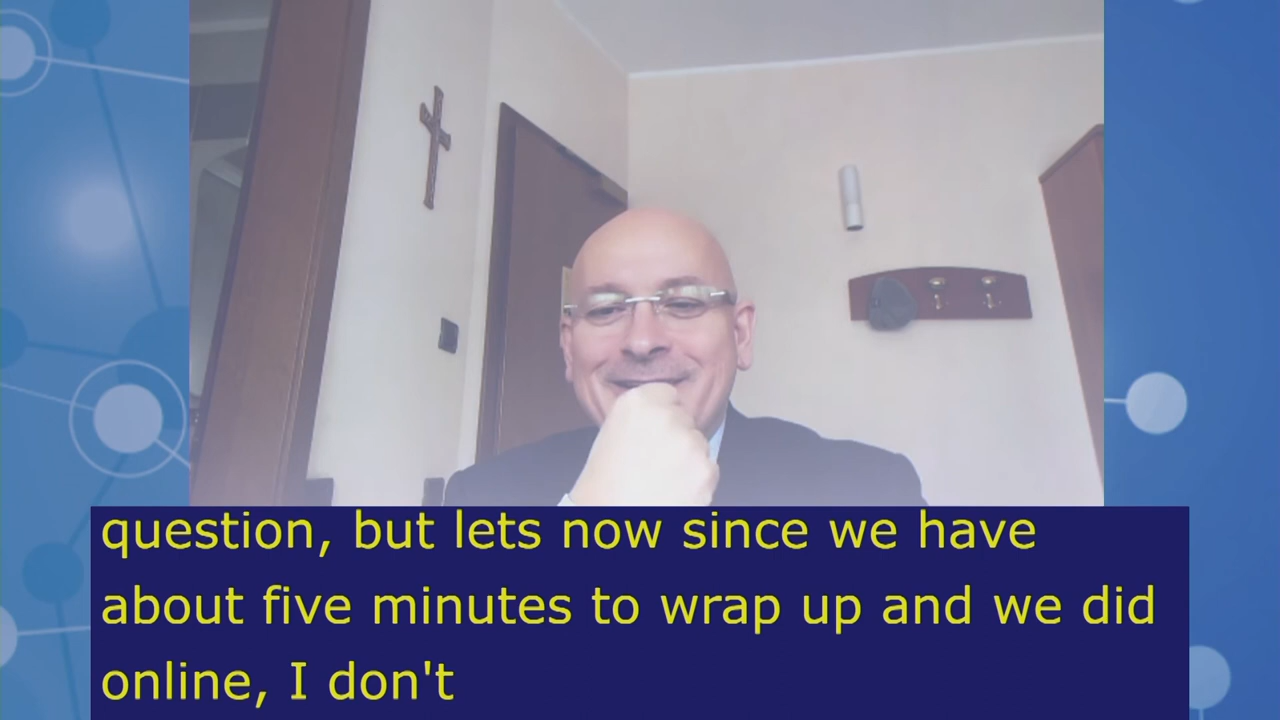 question, but lets now since we have
about five minutes to wrap up and we did
online, I don't